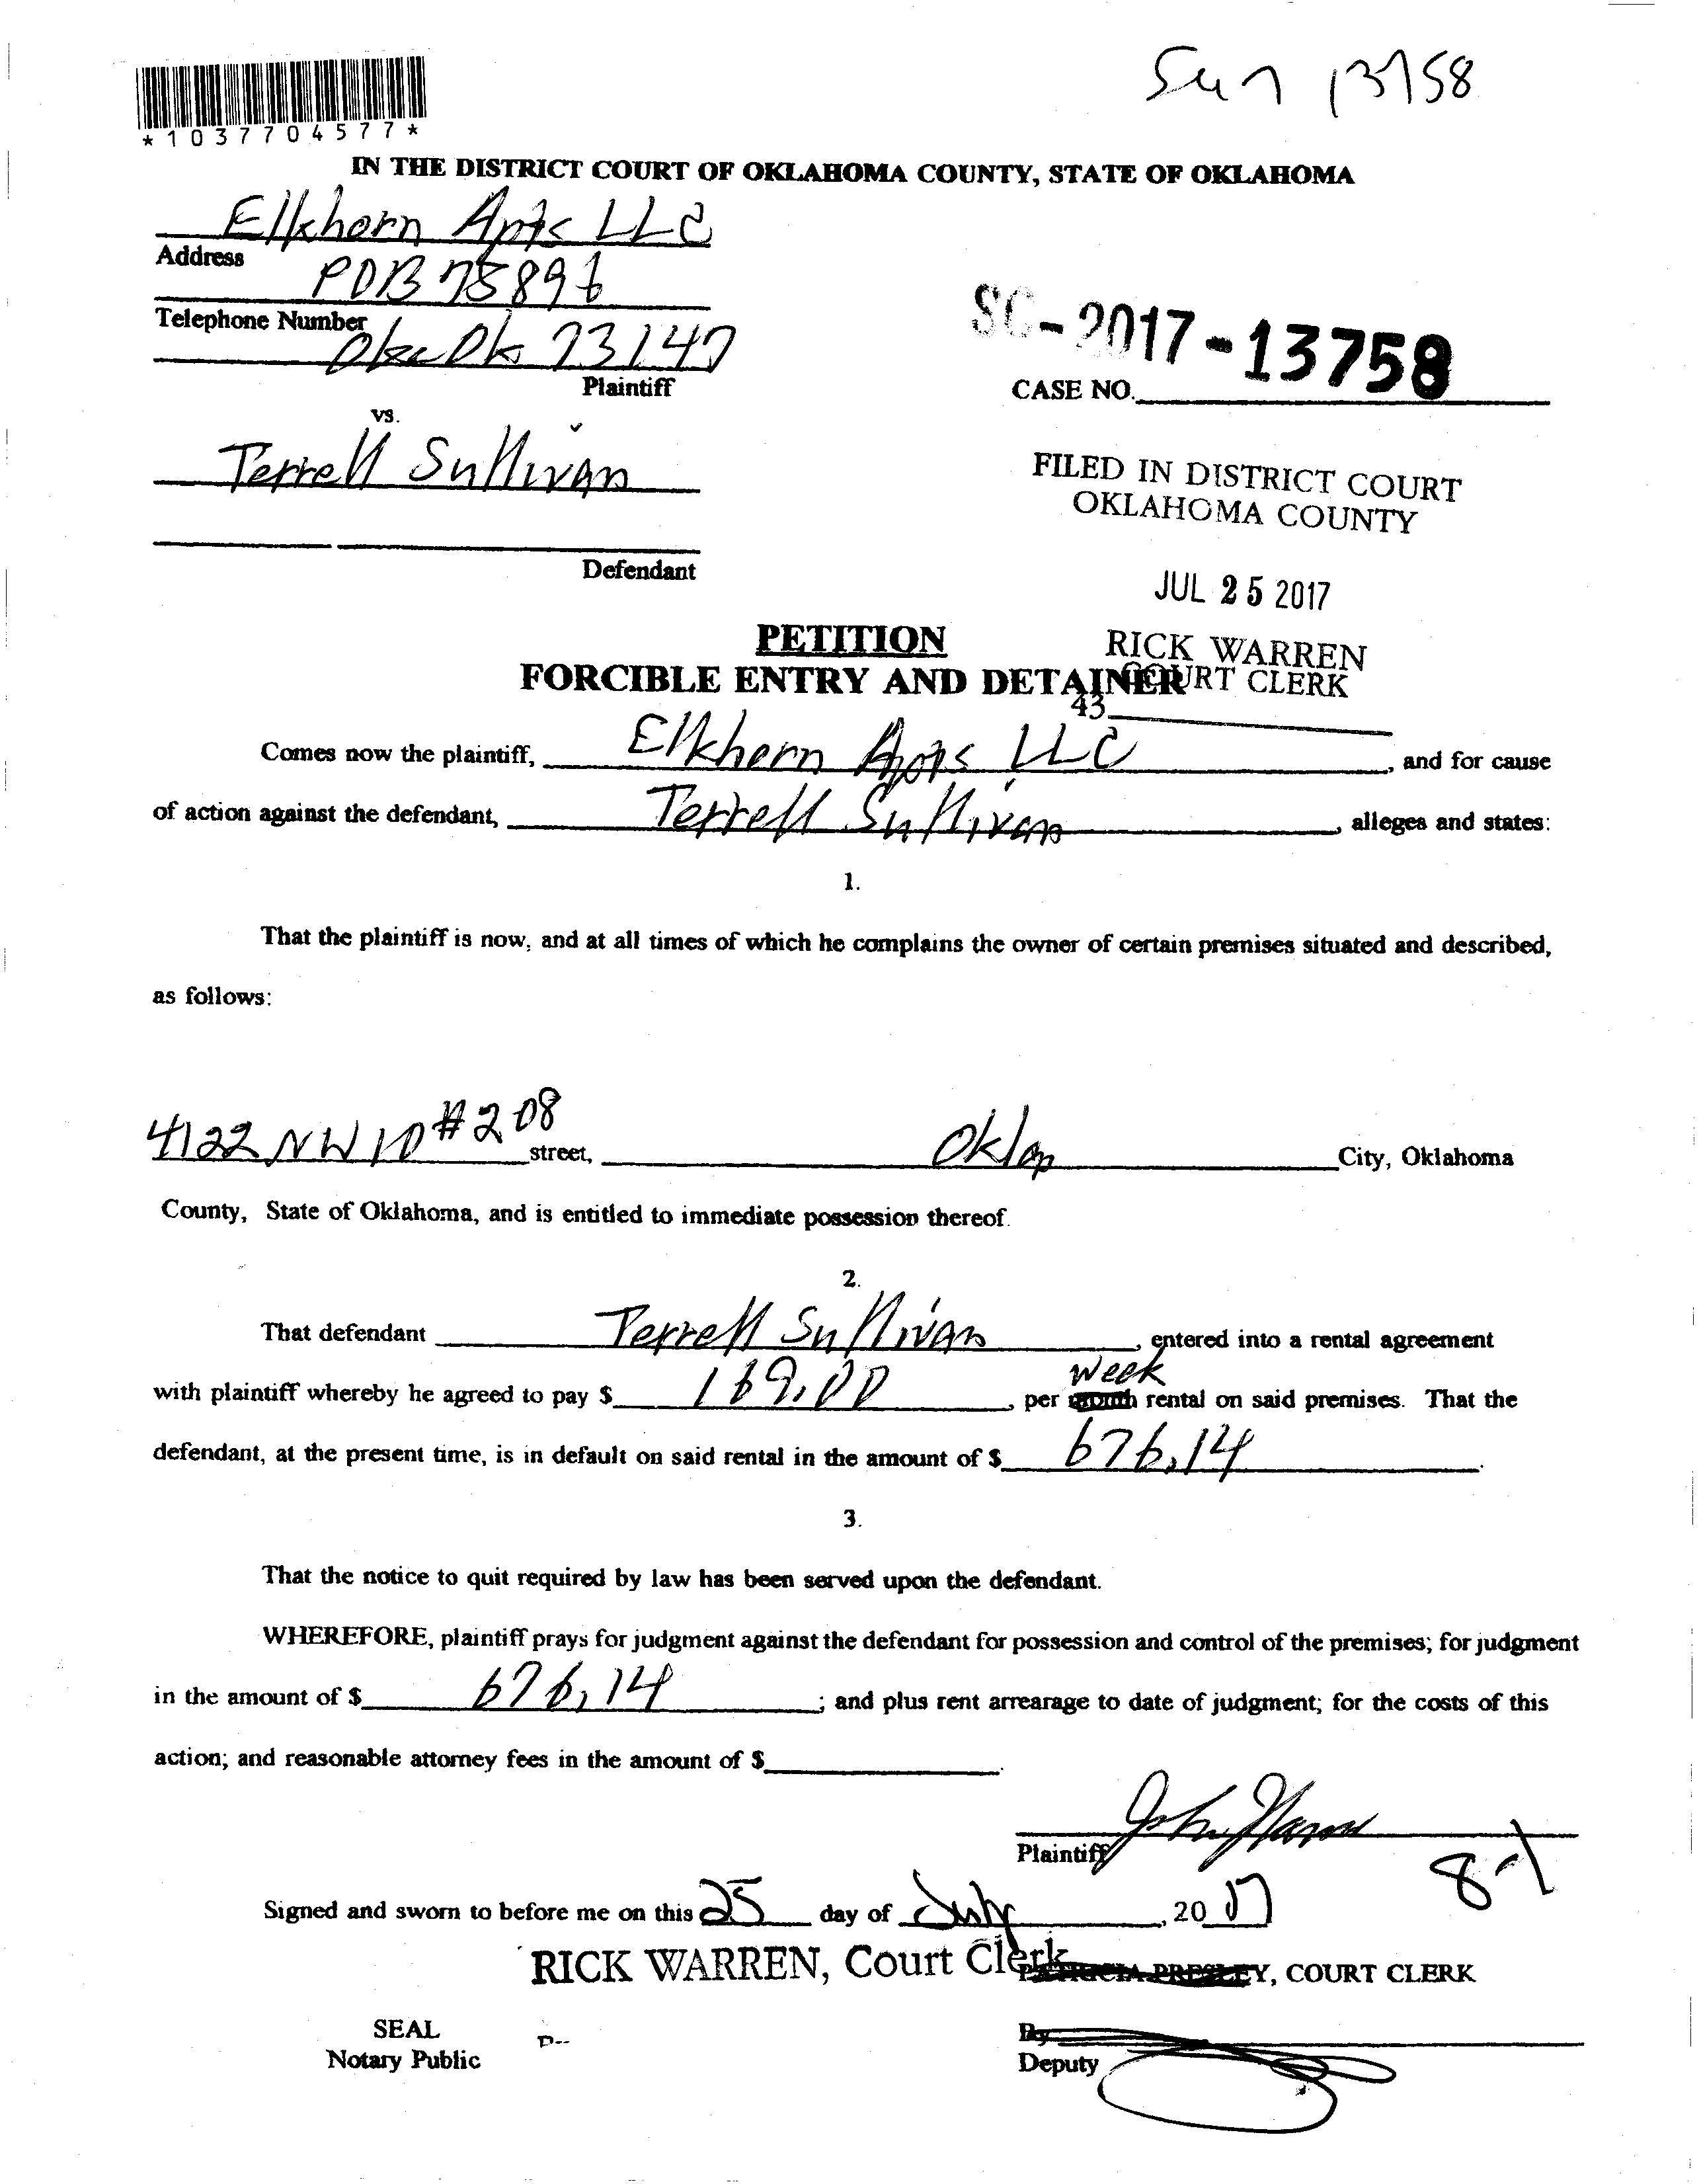 *1037704577*
13758
IN THE DISTRICT COURT OF OKLAHOMA COUNTY, STATE OF OKLAHOMA
Elkhorn Apts LLC
Address
POB 75896
Telephone Number
Okc Ok 73147
Plaintiff
SC-2017-13758
CASE NO.
vs.
Terrell Sullivan
Defendant
FILED IN DISTRICT COURT
OKLAHOMA COUNTY
JUL 25 2017
RICK WARREN
COURT CLERK
43
PETITION
FORCIBLE ENTRY AND DETAINER
Comes now the plaintiff, Elkhorn Apts LLC, and for cause
of action against the defendant, Terrell Sullivan, alleges and states:
1.
That the plaintiff is now, and at all times of which he complains the owner of certain premises situated and described,
as follows:
4122 NW 10 #208 street, Oklan City, Oklahoma
County, State of Oklahoma, and is entitled to immediate possession thereof.
2.
That defendant Terrell Sullivan, entered into a rental agreement
week
with plaintiff whereby he agreed to pay $ 169.00, per month rental on said premises. That the
defendant, at the present time, is in default on said rental in the amount of $ 676.14.
3.
That the notice to quit required by law has been served upon the defendant.
WHEREFORE, plaintiff prays for judgment against the defendant for possession and control of the premises; for judgment
in the amount of $ 676.14; and plus rent arrearage to date of judgment; for the costs of this
action; and reasonable attorney fees in the amount of $ .
Plaintiff
8-1
Signed and sworn to before me on this 25 day of July, 2017
RICK WARREN, Court Clerk PATRICIA PRESLEY, COURT CLERK
SEAL
Notary Public
By
Deputy